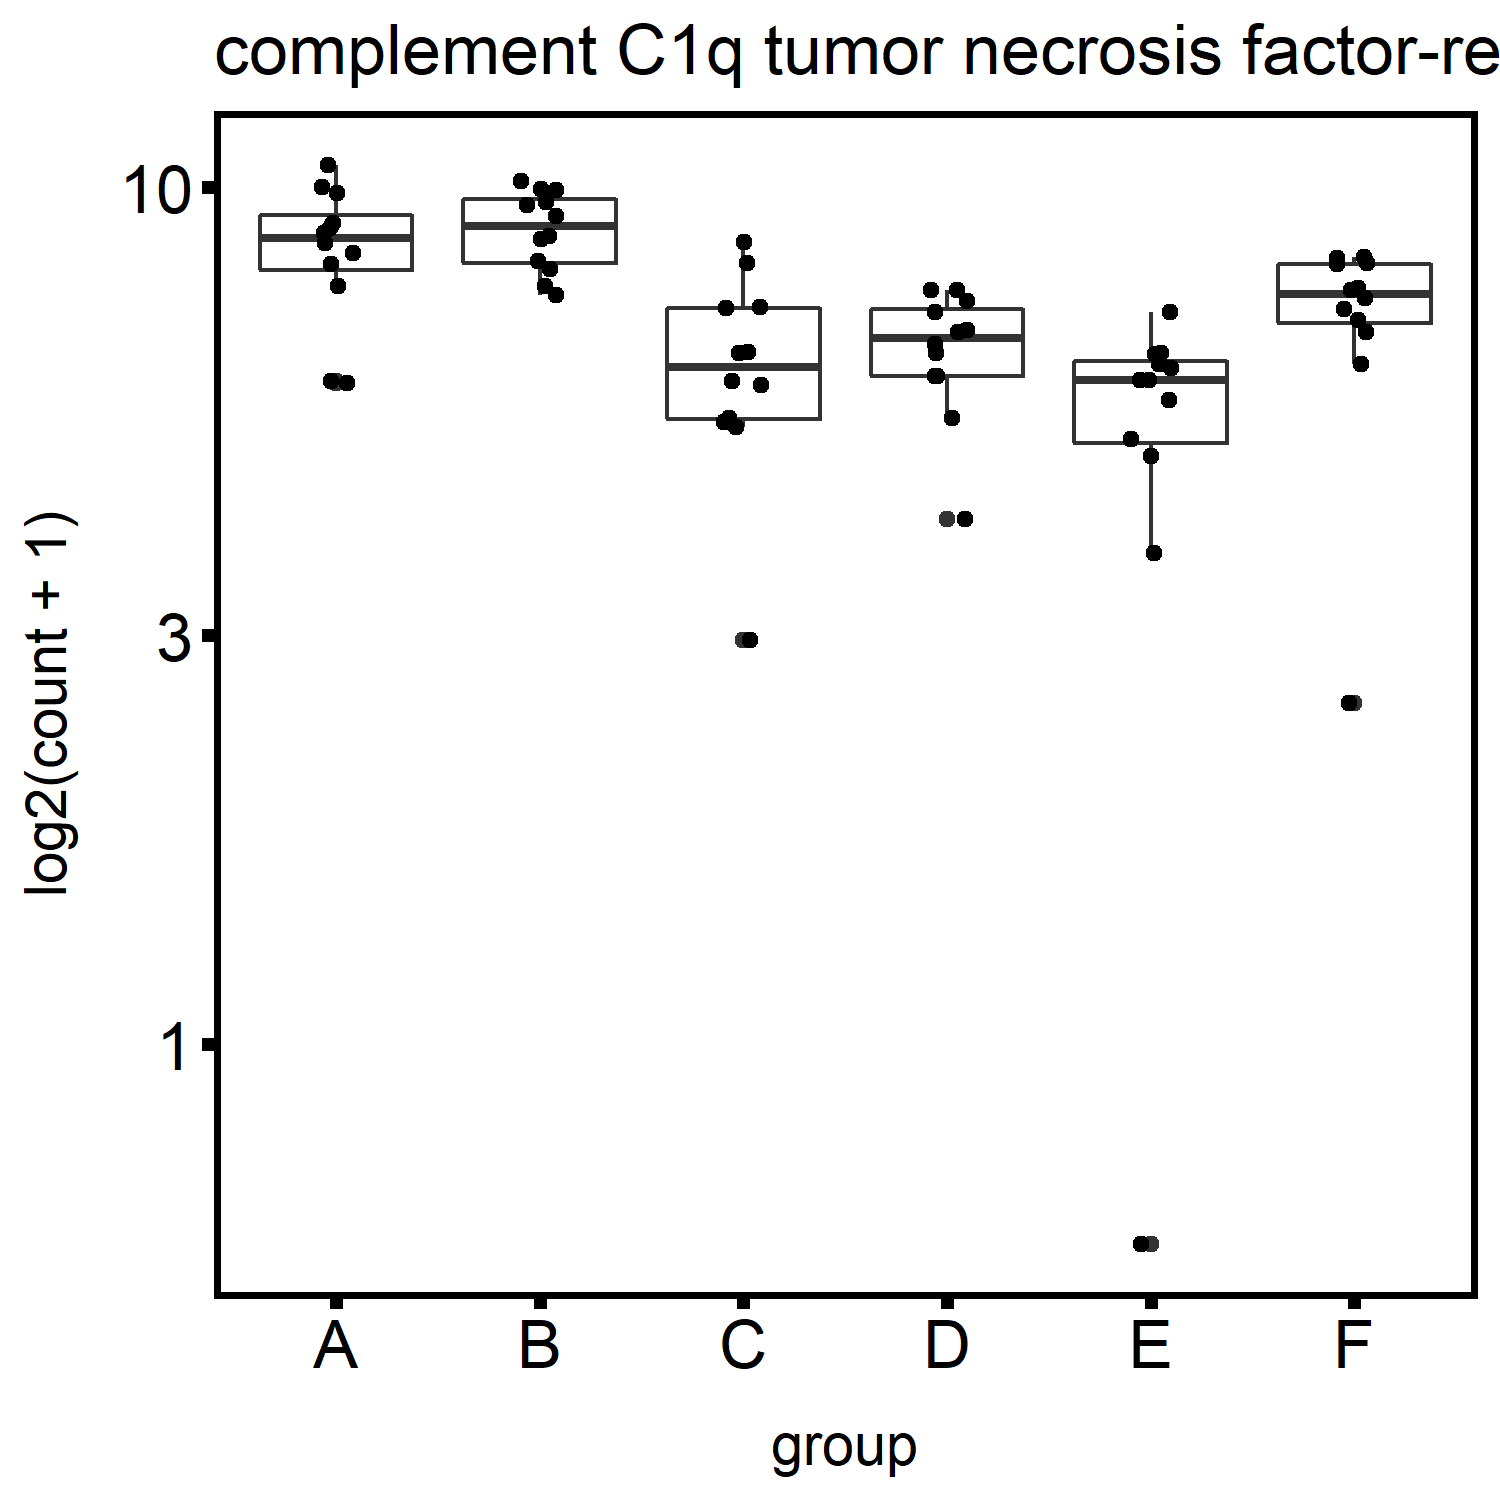 complement C1q tumor necrosis factor-re
10
3
1
log2(count + 1)
A B C D E F
group